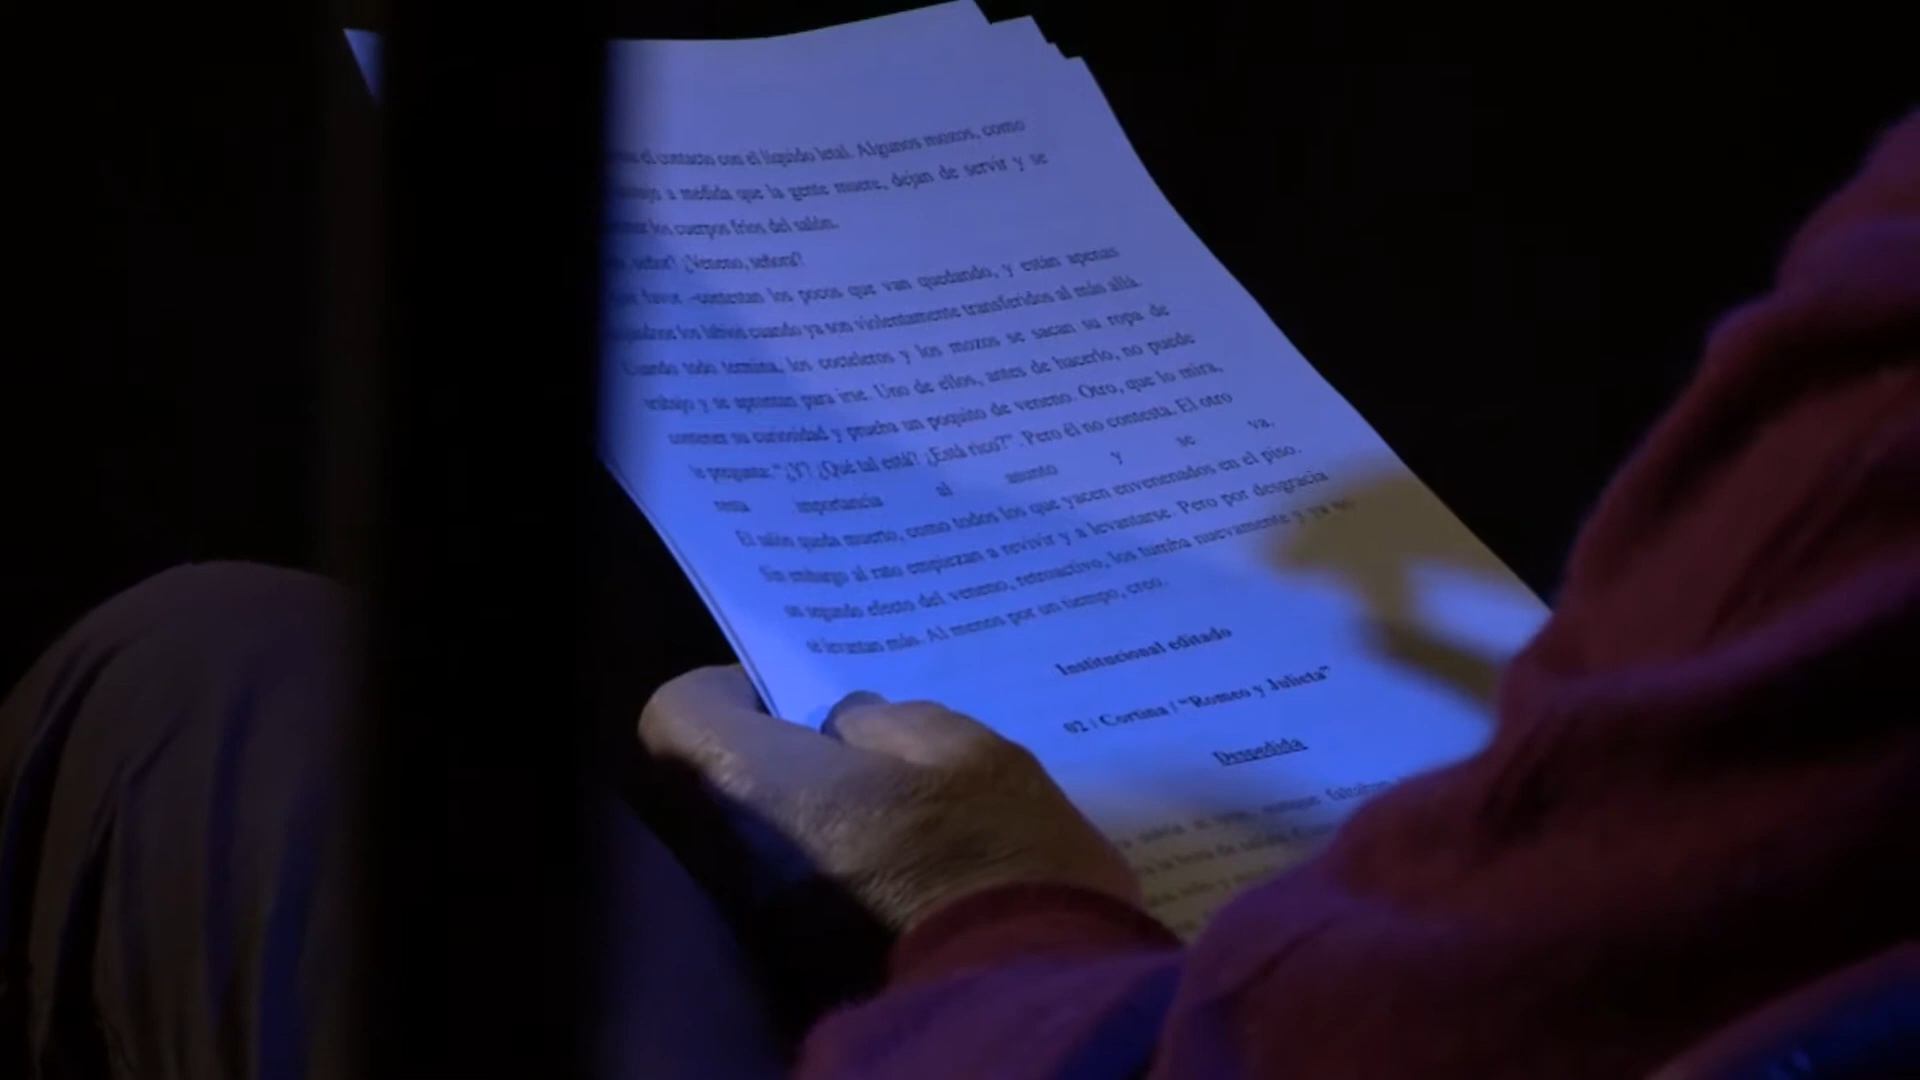 el contacto con el líquido letal. Algunos mozos, como
a medida que la gente muere, dejan de servir y se
los cuerpos fríos del salón.
señor? ¿Veneno, señora?
favor -contestan los pocos que van quedando, y están apenas
los labios cuando ya son violentamente transferidos al más allá.
Cuando todo termina, los cocteleros y los mozos se sacan su ropa de
trabajo y se aprontan para irse. Uno de ellos, antes de hacerlo, no puede
contener su curiosidad y prueba un poquito de veneno. Otro, que lo mira,
le pregunta: "¿Y? ¿Qué tal está? ¿Está rico?". Pero él no contesta. El otro
resta importancia al asunto y se va.
El salón queda muerto, como todos los que yacen envenenados en el piso.
Sin embargo al rato empiezan a revivir y a levantarse. Pero por desgracia
un segundo efecto del veneno, retroactivo, los tumba nuevamente y ya no
se levantan más. Al menos por un tiempo, creo.
Institucional editado
02 / Cortina / "Romeo y Julieta"
Despedida